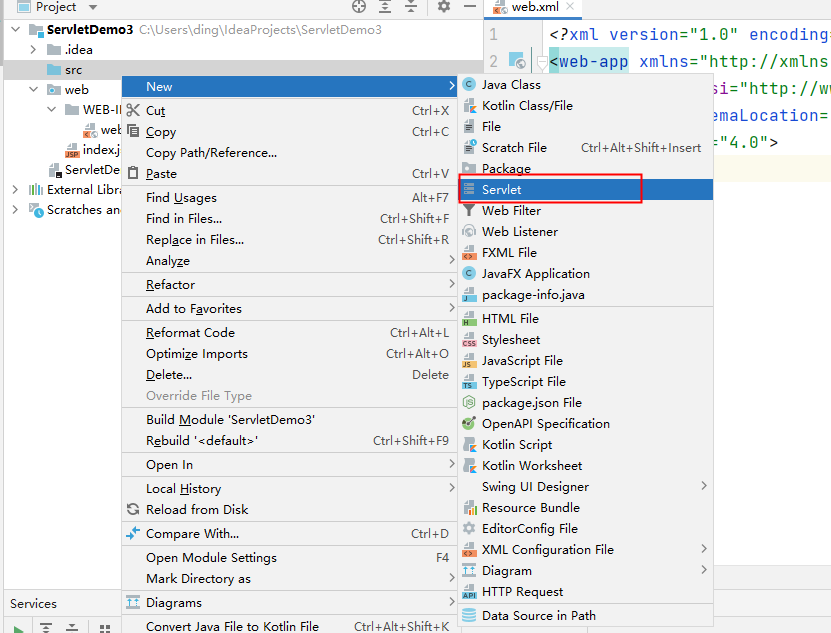 Project
web.xml
ServletDemo3 C:\Users\ding\IdeaProjects\ServletDemo3
.idea
src
web
WEB-I
web
index.j
ServletDe
External Libra
Scratches an
1 <?xml version="1.0" encoding=
2 <web-app xmlns="http://xmlns
si="http://ww
emaLocation=
="4.0">
New
Cut Ctrl+X
Copy Ctrl+C
Copy Path/Reference...
Paste Ctrl+V
Find Usages Alt+F7
Find in Files... Ctrl+Shift+F
Replace in Files... Ctrl+Shift+R
Analyze
Refactor
Add to Favorites
Reformat Code Ctrl+Alt+L
Optimize Imports Ctrl+Alt+O
Delete... Delete
Override File Type
Build Module 'ServletDemo3'
Rebuild '<default>' Ctrl+Shift+F9
Open In
Local History
Reload from Disk
Compare With... Ctrl+D
Open Module Settings F4
Mark Directory as
Diagrams
Convert Java File to Kotlin File Ctrl+Alt+Shift+K
Java Class
Kotlin Class/File
File
Scratch File Ctrl+Alt+Shift+Insert
Package
Servlet
Web Filter
Web Listener
FXML File
JavaFX Application
package-info.java
HTML File
Stylesheet
JavaScript File
TypeScript File
package.json File
OpenAPI Specification
Kotlin Script
Kotlin Worksheet
Swing UI Designer
Resource Bundle
EditorConfig File
XML Configuration File
Diagram
HTTP Request
Data Source in Path
Services